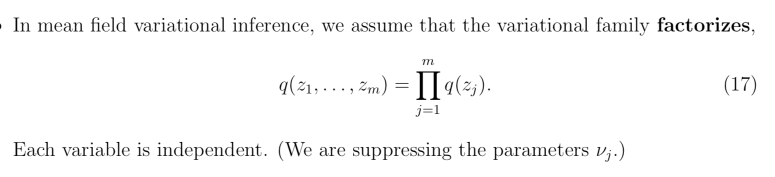 In mean field variational inference, we assume that the variational family factorizes,
q(z₁, . . . , zₘ) = ∏ᵐⱼ₌₁ q(zⱼ). (17)
Each variable is independent. (We are suppressing the parameters νⱼ.)